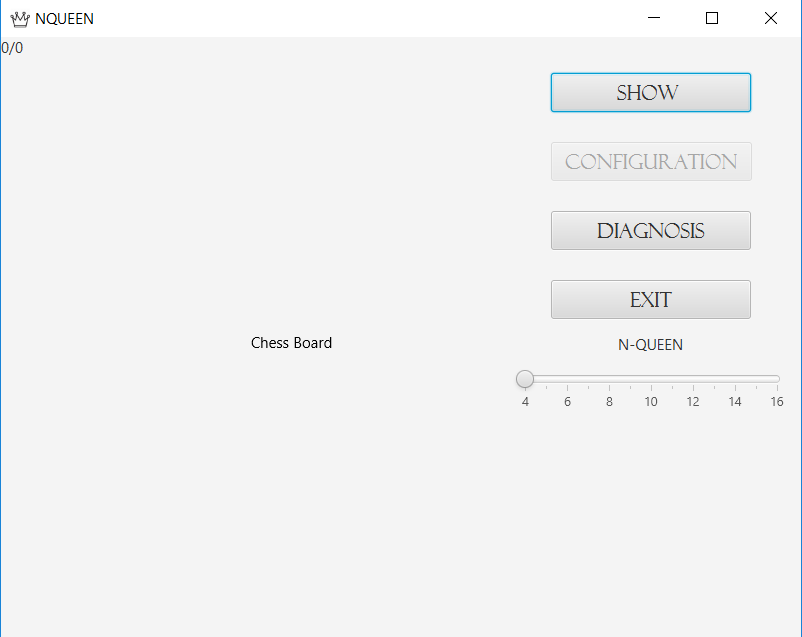 NQUEEN
0/0
SHOW
CONFIGURATION
DIAGNOSIS
EXIT
Chess Board
N-QUEEN
4 6 8 10 12 14 16